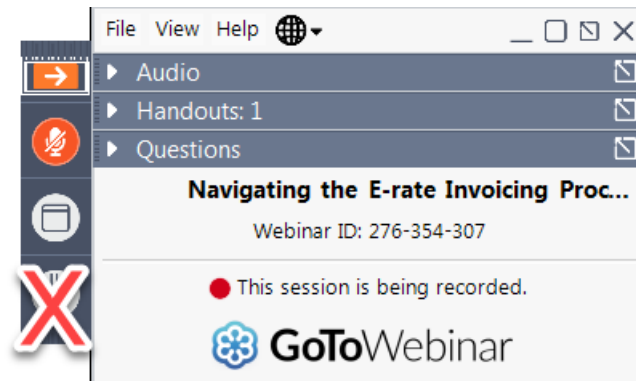 File View Help
Audio
Handouts: 1
Questions
Navigating the E-rate Invoicing Proc...
Webinar ID: 276-354-307
This session is being recorded.
GoToWebinar